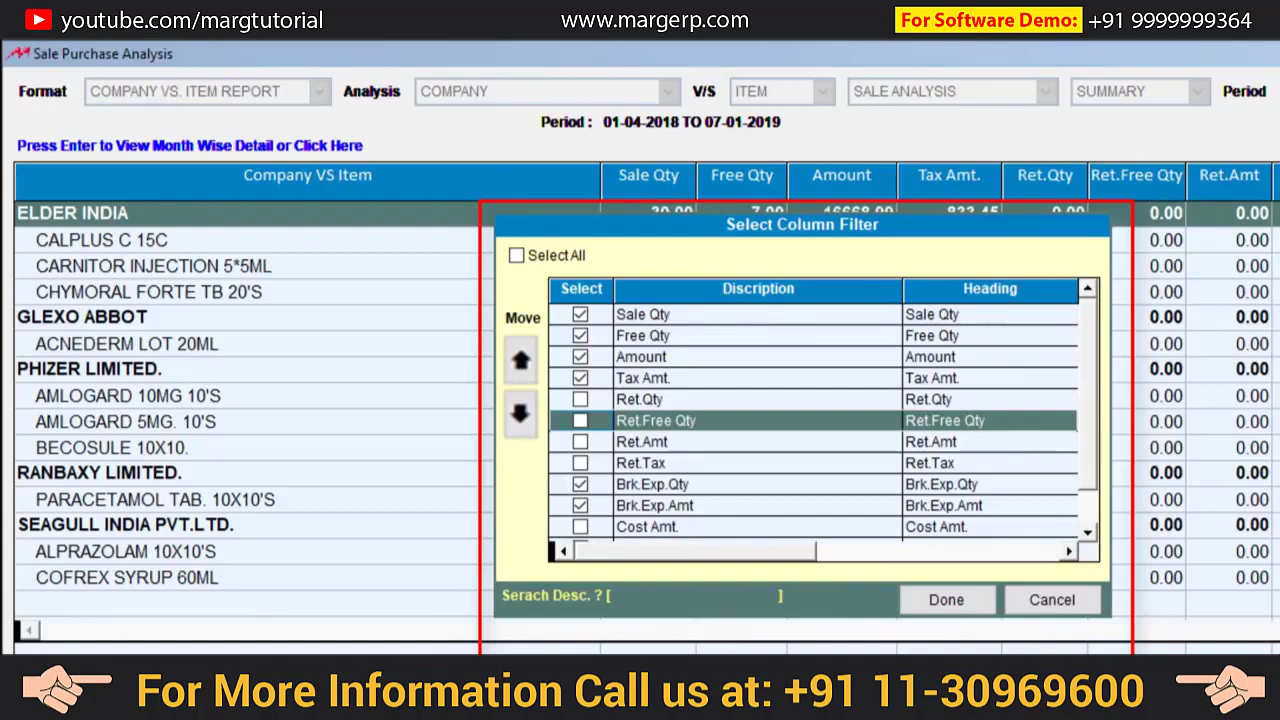 youtube.com/margtutorial www.margerp.com For Software Demo: +91 9999999364
Sale Purchase Analysis
Format COMPANY VS. ITEM REPORT Analysis COMPANY V/S ITEM SALE ANALYSIS SUMMARY Period
Period : 01-04-2018 TO 07-01-2019
Press Enter to View Month Wise Detail or Click Here
Company VS Item Sale Qty Free Qty Amount Tax Amt. Ret.Qty Ret.Free Qty Ret.Amt
ELDER INDIA 30.00 7.00 16668.99 833.45 0.00 0.00 0.00
Select Column Filter
CALPLUS C 15C 0.00 0.00
Select All
CARNITOR INJECTION 5*5ML 0.00 0.00
Select Discription Heading
CHYMORAL FORTE TB 20'S 0.00 0.00
Move
Sale Qty Sale Qty
GLEXO ABBOT 0.00 0.00
Free Qty Free Qty
ACNEDERM LOT 20ML 0.00 0.00
Amount Amount
PHIZER LIMITED. 0.00 0.00
Tax Amt. Tax Amt.
AMLOGARD 10MG 10'S 0.00 0.00
Ret.Qty Ret.Qty
AMLOGARD 5MG. 10'S 0.00 0.00
Ret.Free Qty Ret.Free Qty
BECOSULE 10X10. 0.00 0.00
Ret.Amt Ret.Amt
Ret.Tax Ret.Tax
RANBAXY LIMITED. 0.00 0.00
Brk.Exp.Qty Brk.Exp.Qty
PARACETAMOL TAB. 10X10'S 0.00 0.00
Brk.Exp.Amt Brk.Exp.Amt
SEAGULL INDIA PVT.LTD. 0.00 0.00
Cost Amt. Cost Amt.
ALPRAZOLAM 10X10'S 0.00 0.00
COFREX SYRUP 60ML 0.00 0.00
Serach Desc. ? [ ] Done Cancel
For More Information Call us at: +91 11-30969600